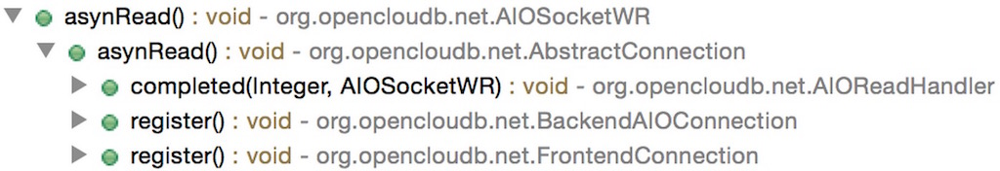 asynRead() : void - org.opencloudb.net.AIOSocketWR
asynRead() : void - org.opencloudb.net.AbstractConnection
completed(Integer, AIOSocketWR) : void - org.opencloudb.net.AIOReadHandler
register() : void - org.opencloudb.net.BackendAIOConnection
register() : void - org.opencloudb.net.FrontendConnection